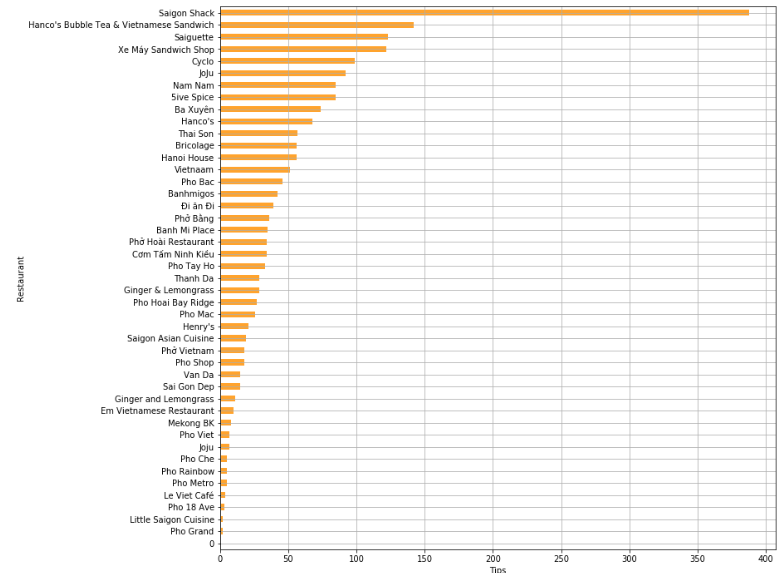 Saigon Shack
Hanco's Bubble Tea & Vietnamese Sandwich
Saiguette
Xe Máy Sandwich Shop
Cyclo
JoJu
Nam Nam
5ive Spice
Ba Xuyên
Hanco's
Thai Son
Bricolage
Hanoi House
Vietnaam
Pho Bac
Banhmigos
Đi ăn Đi
Phở Bằng
Banh Mi Place
Phở Hoài Restaurant
Cơm Tấm Ninh Kiều
Pho Tay Ho
Thanh Da
Ginger & Lemongrass
Pho Hoai Bay Ridge
Pho Mac
Henry's
Saigon Asian Cuisine
Phở Vietnam
Pho Shop
Van Da
Sai Gon Dep
Ginger and Lemongrass
Em Vietnamese Restaurant
Mekong BK
Pho Viet
Joju
Pho Che
Pho Rainbow
Pho Metro
Le Viet Café
Pho 18 Ave
Little Saigon Cuisine
Pho Grand
0
Restaurant
0 50 100 150 200 250 300 350 400
Tips